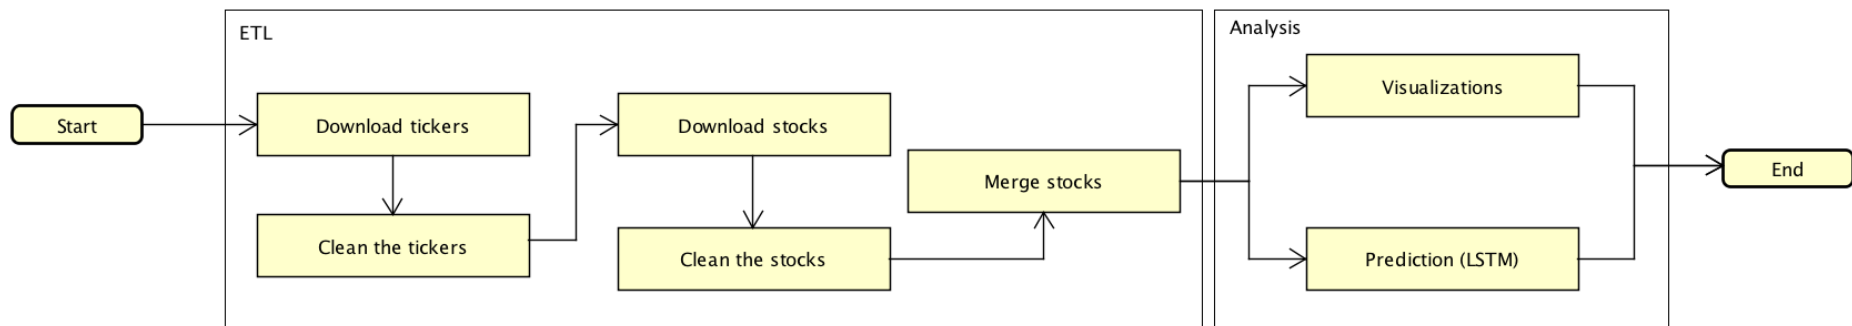 ETL
Analysis
Start
Download tickers
Clean the tickers
Download stocks
Clean the stocks
Merge stocks
Visualizations
Prediction (LSTM)
End